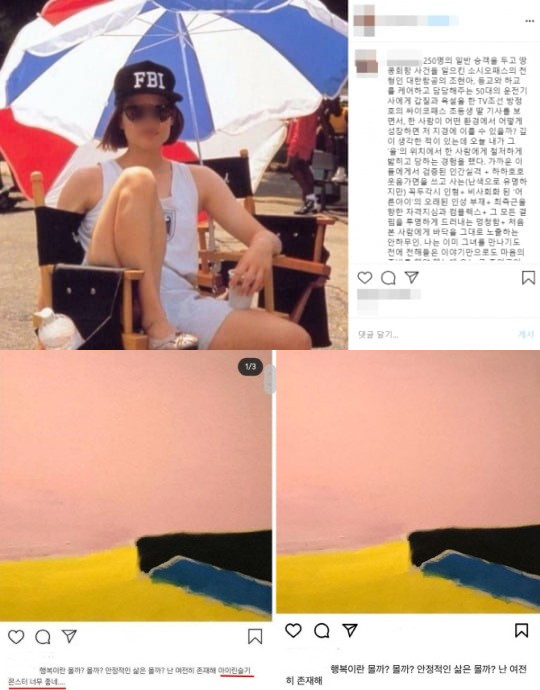 FBI
250명의 일반 승객을 두고 땅
콩회항 사건을 일으킨 소시오패스의 전
형인 대한항공의 조현아, 등교와 하교
를 케어하고 담당해주는 50대의 운전기
사에게 갑질과 욕설을 한 TV조선 방정
호의 싸이코패스 초등생 딸 기사를 보
면서, 한 사람이 어떤 환경에서 어떻게
성장하면 저 지경에 이를 수 있을까? 깊
이 생각한 적이 있는데 오늘 내가 그
'을'의 위치에서 한 사람에게 철저하게
밟히고 당하는 경험을 했다. 가까운 이
들에게서 검증된 인간실격 + 하하호호
웃음가면을 쓰고 사는(난색으로 유명하
지만) 꼭두각시 인형+ 비사회화 된 '어
른아이'의 오래된 인생 부재+ 최측근을
향한 자격지심과 컴플렉스+ 그 모든 결
핍을 투명하게 드러내는 멍청함+ 처음
본 사람에게 바닥을 그대로 노출하는
안하무인. 나는 이미 그녀를 만나기도
전에 전해들은 이야기만으로도 마음의
댓글 달기...
게시
1/3
행복이란 몰까? 몰까? 안정적인 삶은 몰까? 난 여전히 존재해 아이린슬기
몬스터 너무 좋네....
행복이란 몰까? 몰까? 안정적인 삶은 몰까? 난 여전
히 존재해